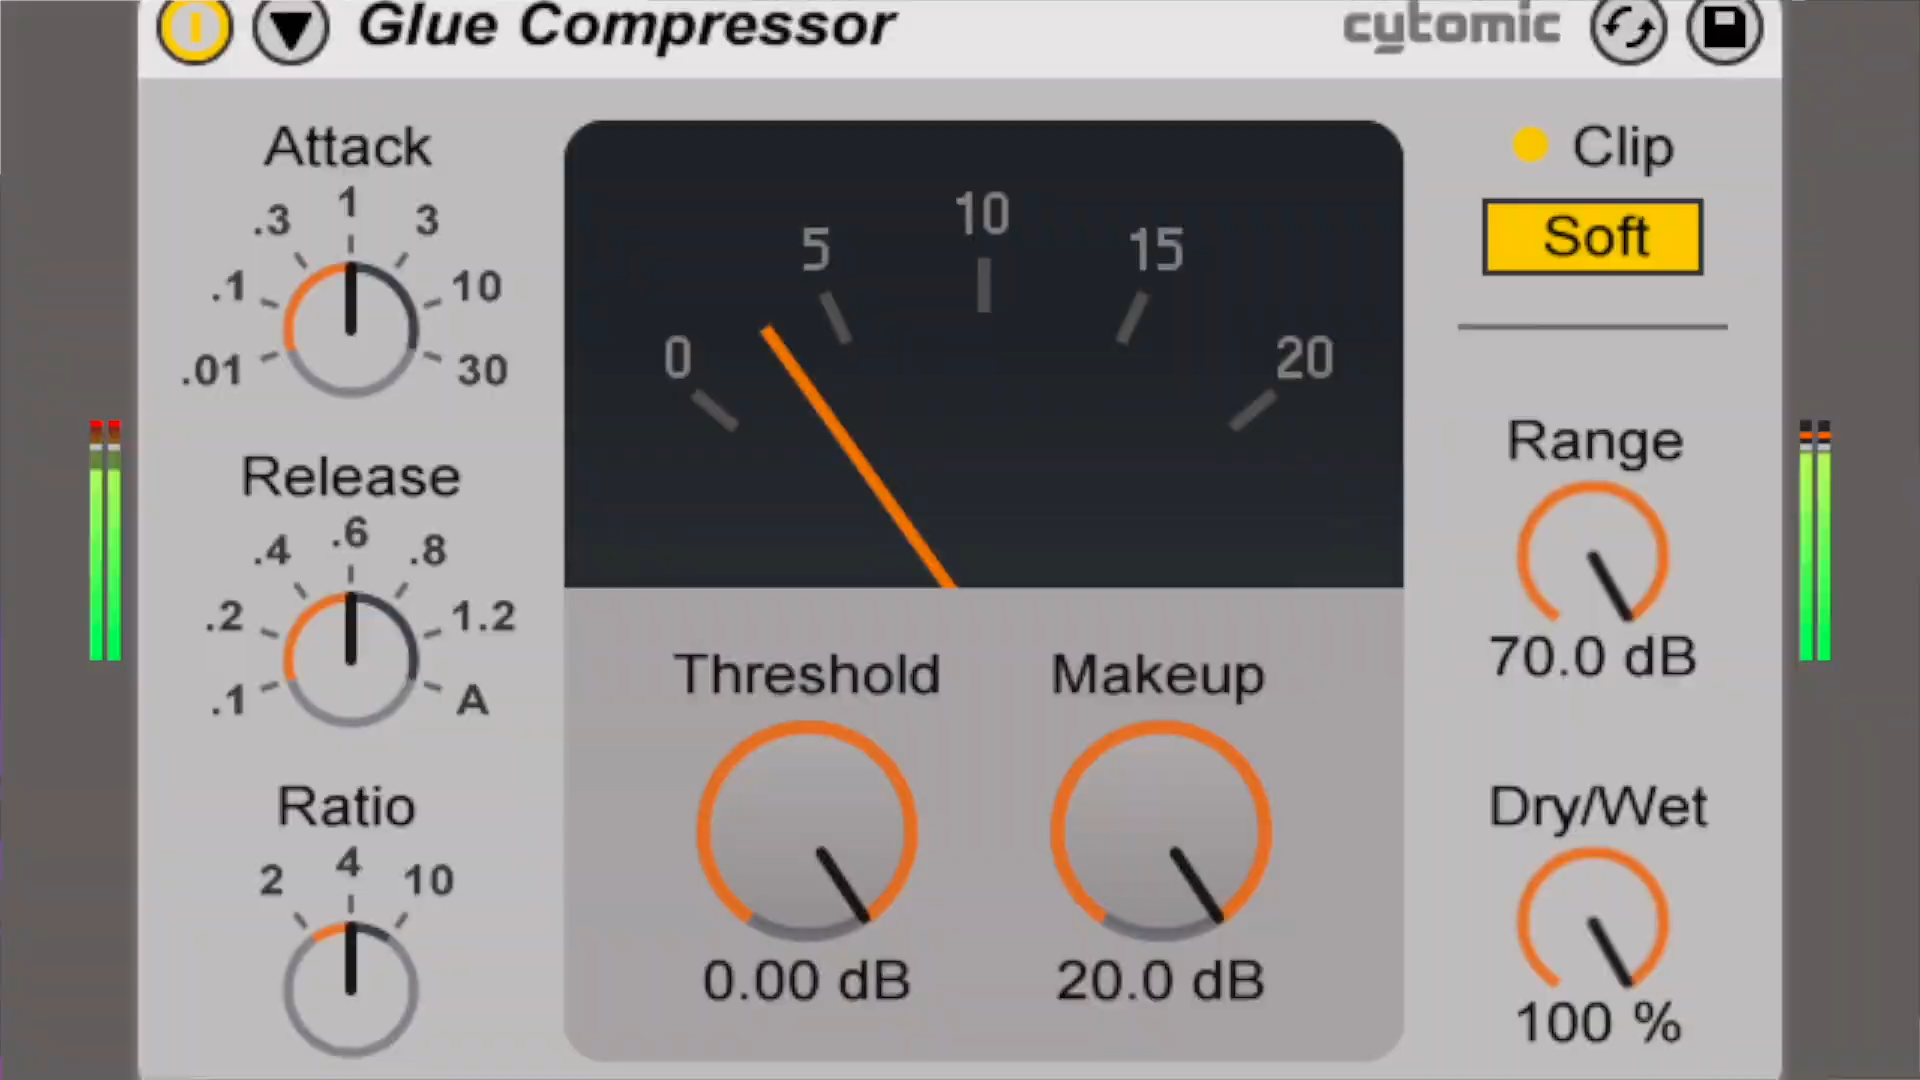 Glue Compressor
cytomic
Attack
.01 .1 .3 1 3 10 30
Release
.1 .2 .4 .6 .8 1.2 A
Ratio
2 4 10
0 5 10 15 20
Threshold
0.00 dB
Makeup
20.0 dB
Clip
Soft
Range
70.0 dB
Dry/Wet
100 %